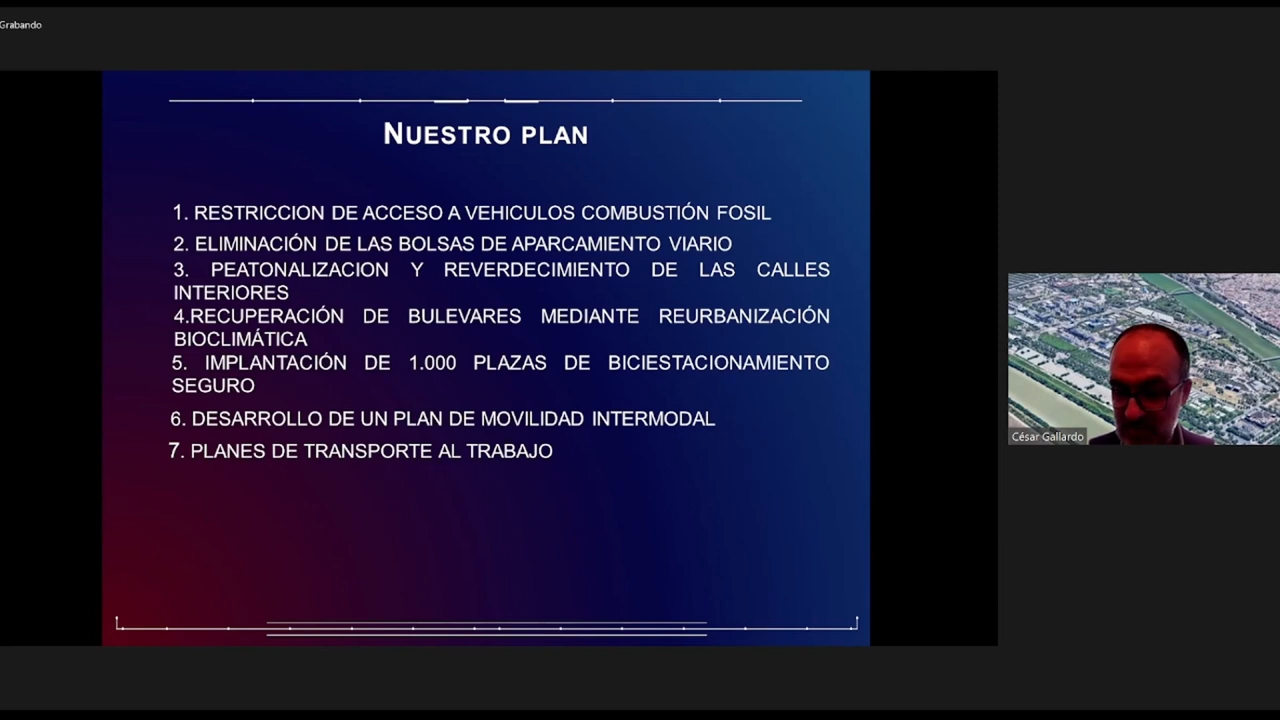 Grabando
NUESTRO PLAN
1. RESTRICCION DE ACCESO A VEHICULOS COMBUSTIÓN FOSIL
2. ELIMINACIÓN DE LAS BOLSAS DE APARCAMIENTO VIARIO
3. PEATONALIZACION Y REVERDECIMIENTO DE LAS CALLES
INTERIORES
4.RECUPERACIÓN DE BULEVARES MEDIANTE REURBANIZACIÓN
BIOCLIMÁTICA
5. IMPLANTACIÓN DE 1.000 PLAZAS DE BICIESTACIONAMIENTO
SEGURO
6. DESARROLLO DE UN PLAN DE MOVILIDAD INTERMODAL
7. PLANES DE TRANSPORTE AL TRABAJO
César Gallardo